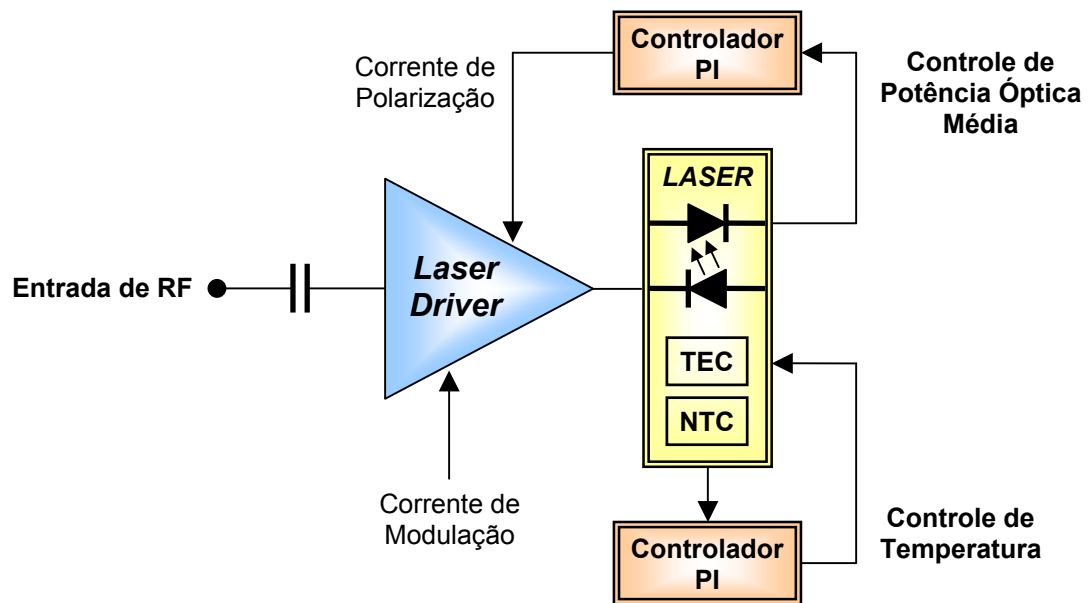 Controlador
PI
Corrente de
Polarização
Controle de
Potência Óptica
Média
LASER
Laser
Driver
Entrada de RF
TEC
NTC
Corrente de
Modulação
Controlador
PI
Controle de
Temperatura